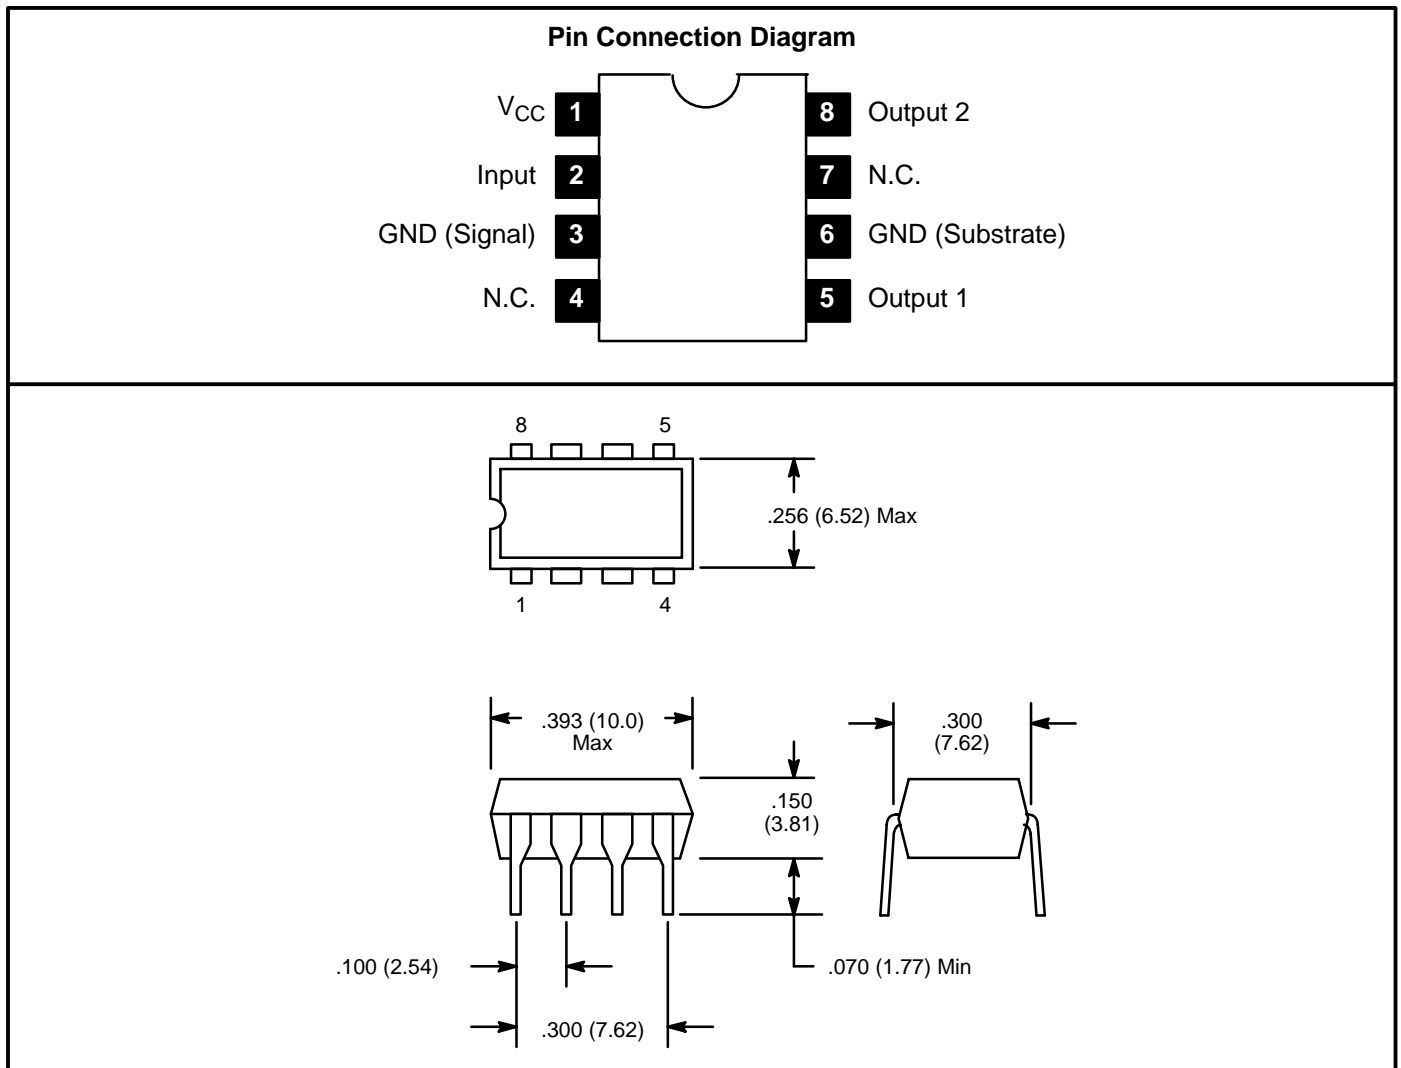 Pin Connection Diagram
VCC 1
8 Output 2
Input 2
7 N.C.
GND (Signal) 3
6 GND (Substrate)
N.C. 4
5 Output 1
8 5
.256 (6.52) Max
1 4
.393 (10.0)
Max
.300
(7.62)
.150
(3.81)
.100 (2.54)
.070 (1.77) Min
.300 (7.62)